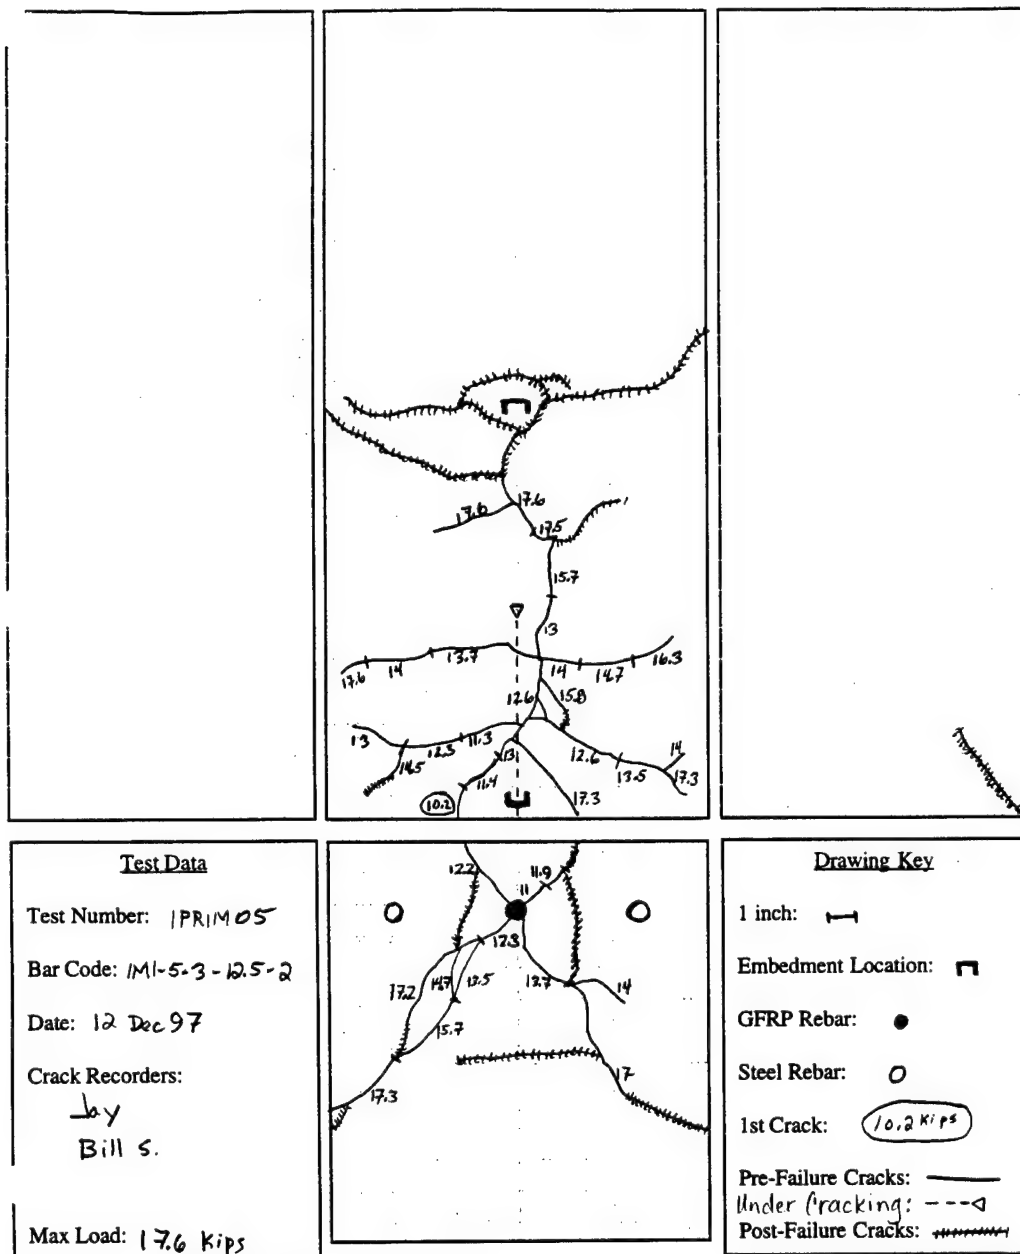 17.6
17.6
17.5
15.7
13
13.7
14
17.6
14
14.7
16.3
12.6
15.8
13
12.3
11.3
14.5
13
11.4
10.2
12.6
13.5
14
17.3
17.3
Test Data
Test Number: 1PR1M05
Bar Code: 1M1-5-3-12.5-2
Date: 12 Dec 97
Crack Recorders:
Jay
Bill S.
Max Load: 17.6 Kips
12.2
11.9
11
12.3
17.2
14.7
13.5
13.7
14
15.7
17.3
17
Drawing Key
1 inch:
Embedment Location:
GFRP Rebar:
Steel Rebar:
1st Crack: 10.2 Kips
Pre-Failure Cracks:
Under Cracking:
Post-Failure Cracks: